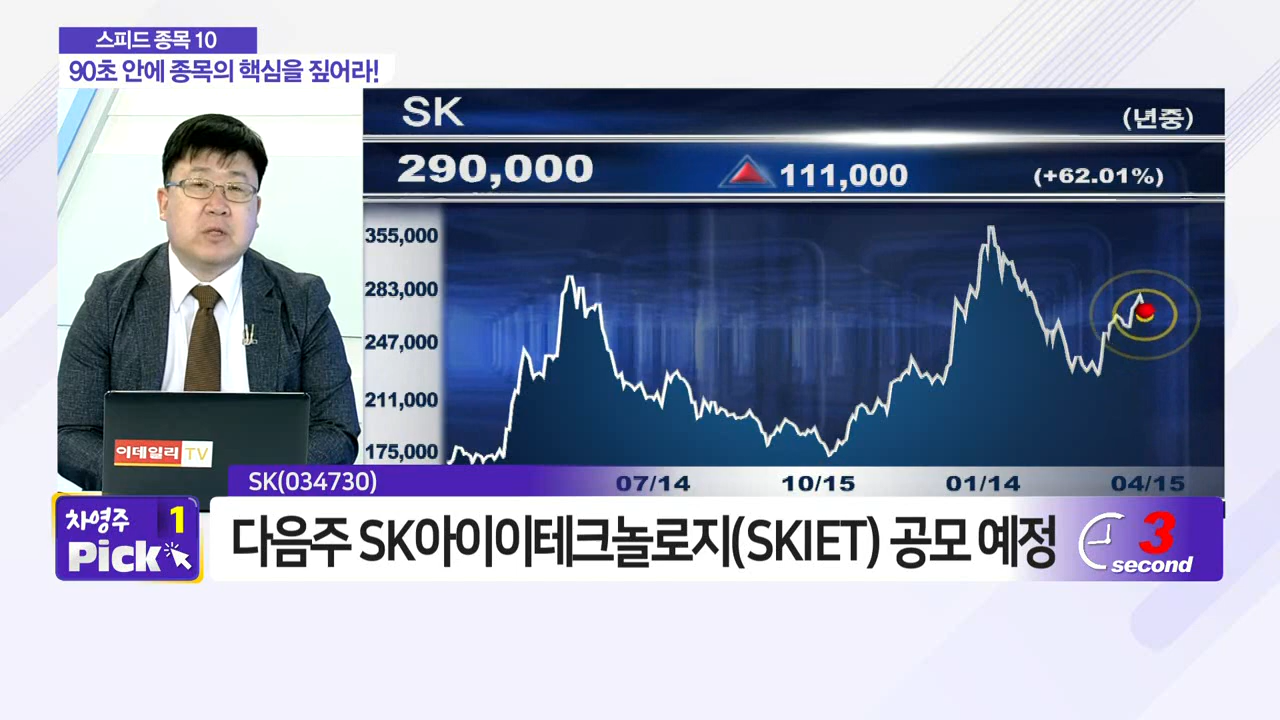 스피드 종목 10
90초 안에 종목의 핵심을 짚어라!
SK
(년중)
290,000 111,000 (+62.01%)
355,000
283,000
247,000
211,000
175,000
07/14 10/15 01/14 04/15
이데일리 TV
SK(034730)
차영주 1
Pick
다음주 SK아이이테크놀로지(SKIET) 공모 예정
3
second